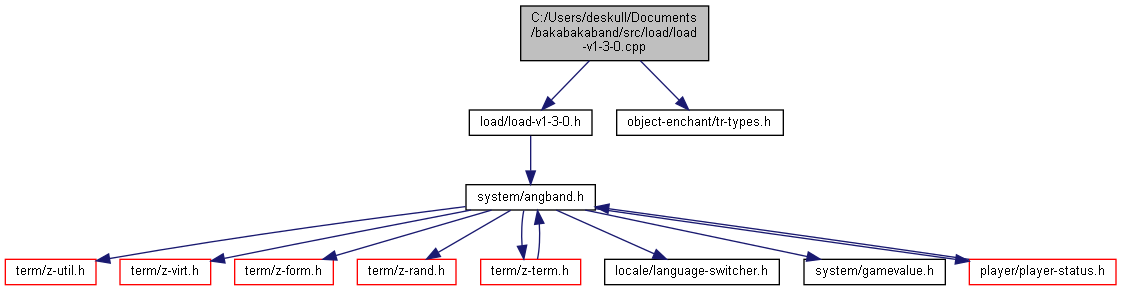 C:/Users/deskull/Documents
/bakabakaband/src/load/load
-v1-3-0.cpp
load/load-v1-3-0.h
object-enchant/tr-types.h
system/angband.h
term/z-util.h
term/z-virt.h
term/z-form.h
term/z-rand.h
term/z-term.h
locale/language-switcher.h
system/gamevalue.h
player/player-status.h